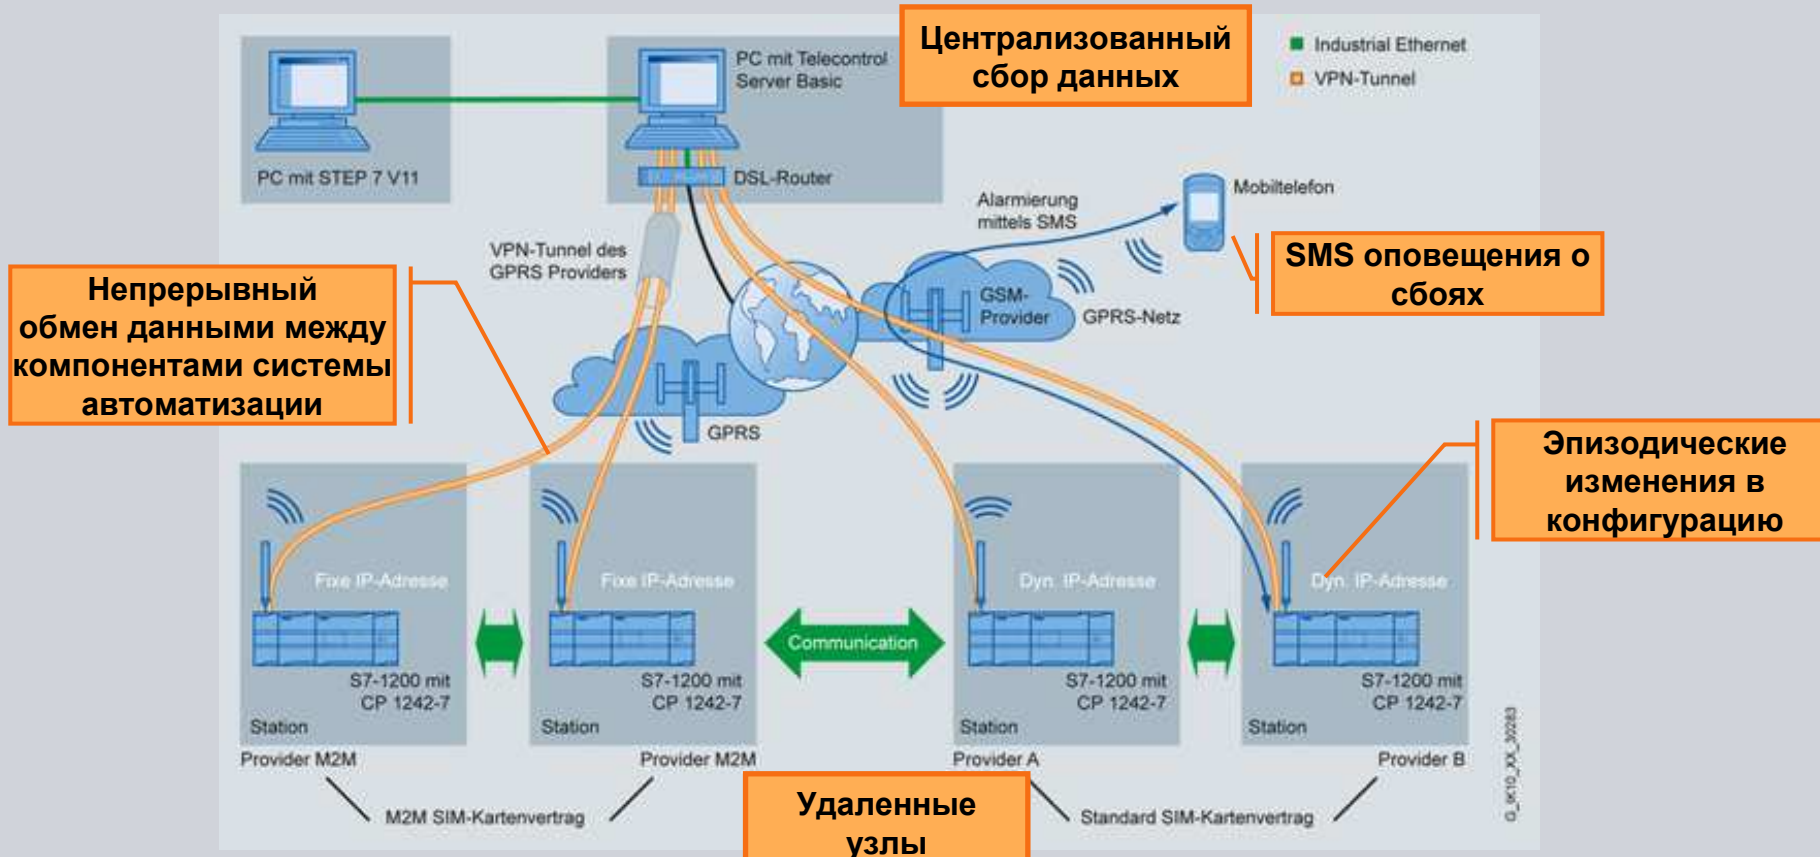 Централизованный
сбор данных
Industrial Ethernet
VPN-Tunnel
PC mit Telecontrol
Server Basic
PC mit STEP 7 V11
DSL-Router
Alarmierung
mittels SMS
Mobiltelefon
SMS оповещения о
сбоях
VPN-Tunnel des
GPRS Providers
Непрерывный
обмен данными между
компонентами системы
автоматизации
GSM-
Provider
GPRS-Netz
GPRS
Эпизодические
изменения в
конфигурацию
Fixe IP-Adresse
Fixe IP-Adresse
Dyn. IP-Adresse
Dyn. IP-Adresse
Communication
S7-1200 mit
CP 1242-7
S7-1200 mit
CP 1242-7
S7-1200 mit
CP 1242-7
S7-1200 mit
CP 1242-7
Station
Station
Station
Station
Provider M2M
Provider M2M
Provider A
Provider B
M2M SIM-Kartenvertrag
Удаленные
узлы
Standard SIM-Kartenvertrag
G_IK10_XX_30283